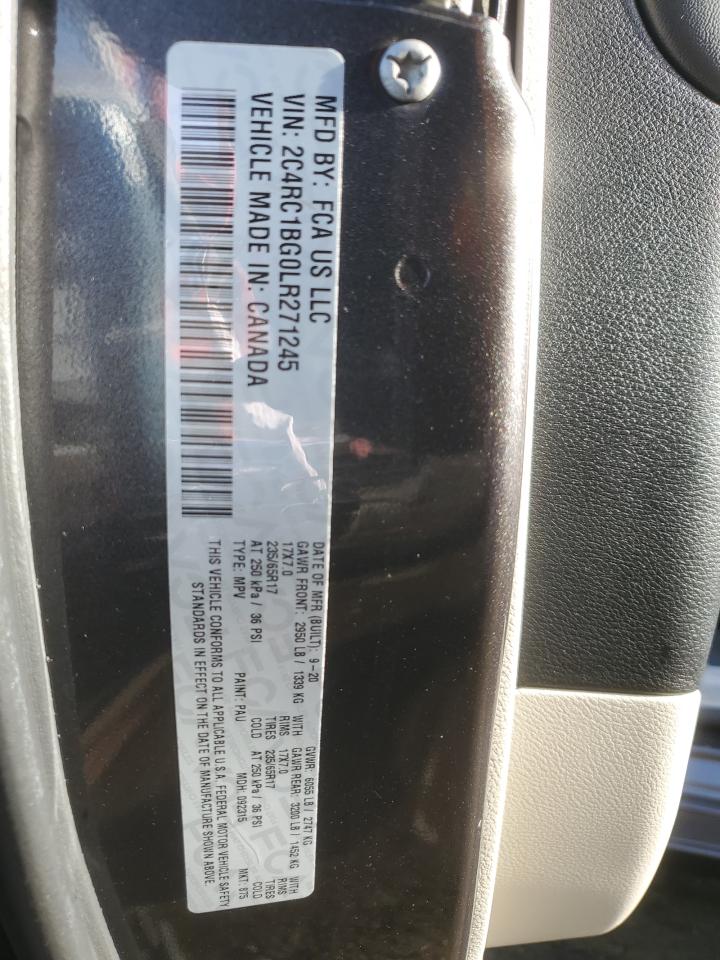 MFD BY: FCA US LLC
VIN: 2C4RC1BG0LR271245
VEHICLE MADE IN: CANADA
DATE OF MFR (BUILT): 9-20 GVWR: 6055 LB / 2747 KG
GAWR FRONT: 2950 LB / 1339 KG WITH GAWR REAR: 3200 LB / 1452 KG WITH
17X7.0 RIMS 17X7.0 RIMS
235/65R17 TIRES 235/65R17 TIRES
AT 250 kPa / 36 PSI COLD AT 250 kPa / 36 PSI COLD
TYPE: MPV PAINT: PAU MDH: 092315 MKT: 875
THIS VEHICLE CONFORMS TO ALL APPLICABLE U.S.A. FEDERAL MOTOR VEHICLE SAFETY
STANDARDS IN EFFECT ON THE DATE OF MANUFACTURE SHOWN ABOVE.